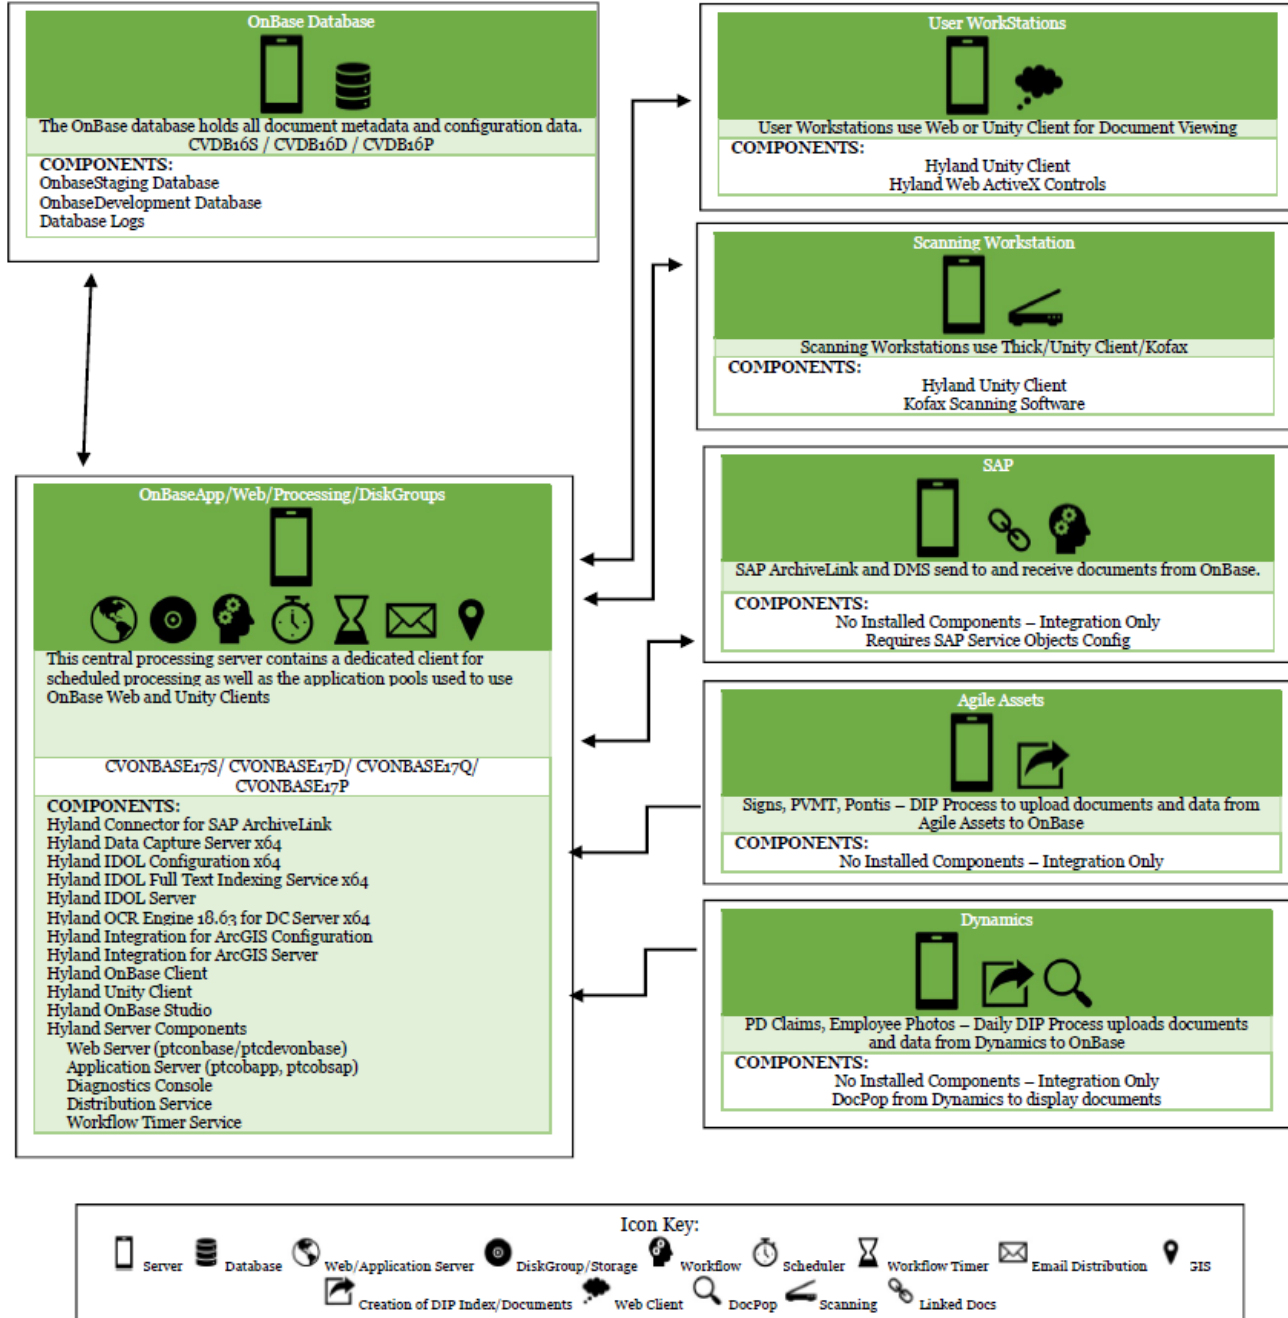 OnBase Database
The OnBase database holds all document metadata and configuration data.
CVDB16S / CVDB16D / CVDB16P
COMPONENTS:
OnbaseStaging Database
OnbaseDevelopment Database
Database Logs
User WorkStations
User Workstations use Web or Unity Client for Document Viewing
COMPONENTS:
Hyland Unity Client
Hyland Web ActiveX Controls
Scanning Workstation
Scanning Workstations use Thick/Unity Client/Kofax
COMPONENTS:
Hyland Unity Client
Kofax Scanning Software
OnBaseApp/Web/Processing/DiskGroups
This central processing server contains a dedicated client for
scheduled processing as well as the application pools used to use
OnBase Web and Unity Clients
CVONBASE17S/ CVONBASE17D/ CVONBASE17Q/
CVONBASE17P
COMPONENTS:
Hyland Connector for SAP ArchiveLink
Hyland Data Capture Server x64
Hyland IDOL Configuration x64
Hyland IDOL Full Text Indexing Service x64
Hyland IDOL Server
Hyland OCR Engine 18.63 for DC Server x64
Hyland Integration for ArcGIS Configuration
Hyland Integration for ArcGIS Server
Hyland OnBase Client
Hyland Unity Client
Hyland OnBase Studio
Hyland Server Components
Web Server (ptconbase/ptcdevonbase)
Application Server (ptcobapp, ptcobsap)
Diagnostics Console
Distribution Service
Workflow Timer Service
SAP
SAP ArchiveLink and DMS send to and receive documents from OnBase.
COMPONENTS:
No Installed Components – Integration Only
Requires SAP Service Objects Config
Agile Assets
Signs, PVMT, Pontis – DIP Process to upload documents and data from
Agile Assets to OnBase
COMPONENTS:
No Installed Components – Integration Only
Dynamics
PD Claims, Employee Photos – Daily DIP Process uploads documents
and data from Dynamics to OnBase
COMPONENTS:
No Installed Components – Integration Only
DocPop from Dynamics to display documents
Icon Key:
Server Database Web/Application Server DiskGroup/Storage Workflow Scheduler Workflow Timer Email Distribution GIS
Creation of DIP Index/Documents Web Client DocPop Scanning Linked Docs